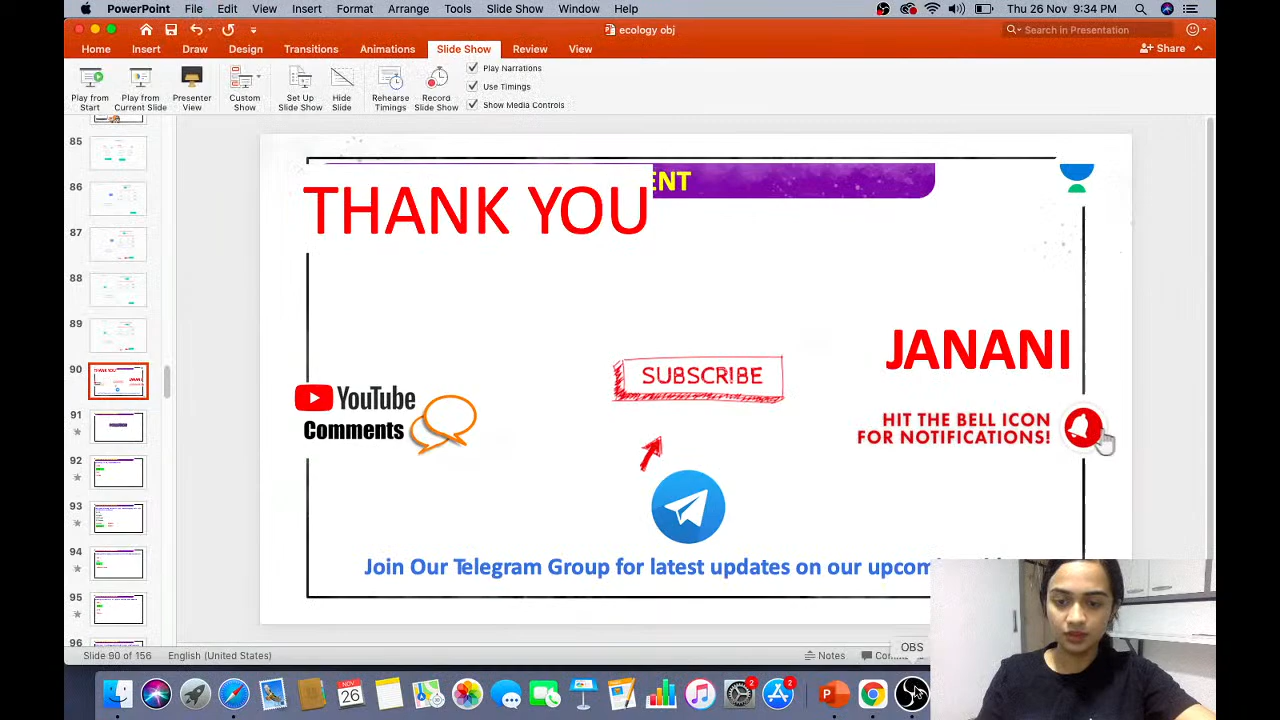 PowerPoint File Edit View Insert Format Arrange Tools Slide Show Window Help Thu 26 Nov 9:34 PM
ecology obj
Search in Presentation
Home Insert Draw Design Transitions Animations Slide Show Review View Share
Play from Start
Play from Current Slide
Presenter View
Custom Show
Set Up Slide Show
Hide Slide
Rehearse Timings
Record Slide Show
Play Narrations
Use Timings
Show Media Controls
85
86
87
88
89
90
91
92
93
94
95
96
ENT
THANK YOU
JANANI
SUBSCRIBE
YouTube
Comments
HIT THE BELL ICON
FOR NOTIFICATIONS!
Join Our Telegram Group for latest updates on our upcom
OBS
Slide 90 of 156 English (United States) Notes
NOV
26
2
2